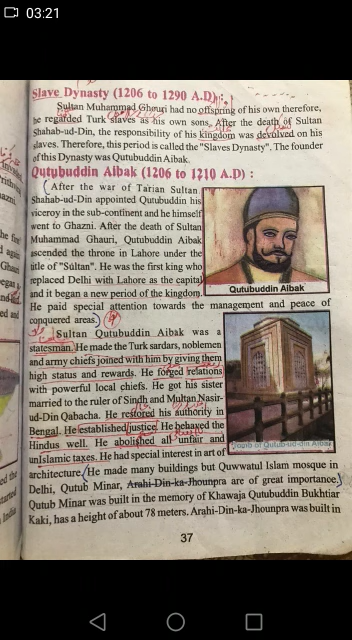 03:21
Slave Dynasty (1206 to 1290 A.D) :
Sultan Muhammad Ghouri had no offspring of his own therefore,
he regarded Turk slaves as his own sons. After the death of Sultan
Shahab-ud-Din, the responsibility of his kingdom was devolved on his
slaves. Therefore, this period is called the "Slaves Dynasty". The founder
of this Dynasty was Qutubuddin Aibak.
Qutubuddin Aibak (1206 to 1210 A.D) :
After the war of Tarian Sultan
Shahab-ud-Din appointed Qutubuddin his
viceroy in the sub-continent and he himself
went to Ghazni. After the death of Sultan
Muhammad Ghauri, Qutubuddin Aibak
ascended the throne in Lahore under the
title of "Sultan". He was the first king who
replaced Delhi with Lahore as the capital
and it began a new period of the kingdom.
Qutubuddin Aibak
He paid special attention towards the management and peace of
conquered areas.
Sultan Qutubuddin Aibak was a
statesman. He made the Turk sardars, noblemen
and army chiefs joined with him by giving them
high status and rewards. He forged relations
with powerful local chiefs. He got his sister
married to the ruler of Sindh and Multan Nasir-
ud-Din Qabacha. He restored his authority in
Bengal. He established justice. He behaved the
Hindus well. He abolished all unfair and
unIslamic taxes. He had special interest in art of
Tomb of Qutub-ud-din Aibak
architecture. He made many buildings but Quwwatul Islam mosque in
Delhi, Qutub Minar, Arahi-Din-ka-Jhounpra are of great importance.
Qutub Minar was built in the memory of Khawaja Qutubuddin Bukhtiar
Kaki, has a height of about 78 meters. Arahi-Din-ka-Jhounpra was built in
37